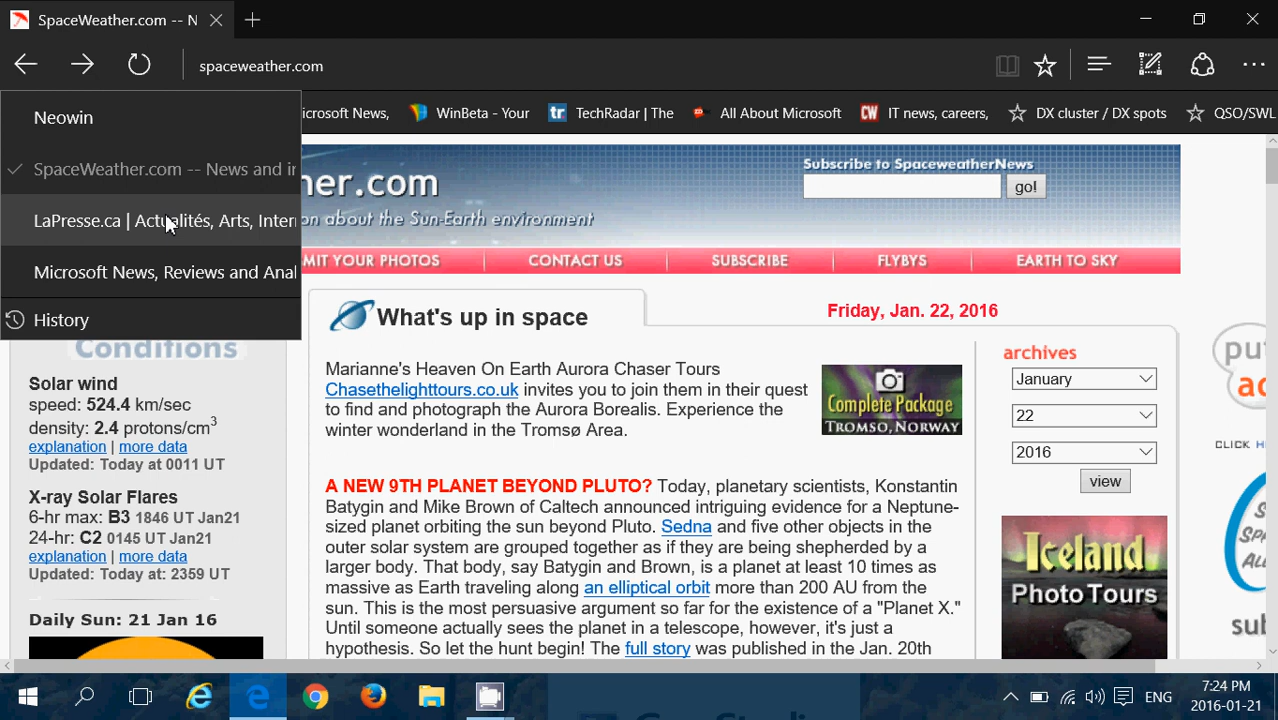 SpaceWeather.com -- N
spaceweather.com
icrosoft News,
WinBeta - Your
tr TechRadar | The
All About Microsoft
CW IT news, careers,
DX cluster / DX spots
QSO/SWL
Neowin
SpaceWeather.com -- News and in
LaPresse.ca | Actualités, Arts, Intern
Microsoft News, Reviews and Anal
History
her.com
on about the Sun-Earth environment
Subscribe to SpaceweatherNews
go!
MIT YOUR PHOTOS
CONTACT US
SUBSCRIBE
FLYBYS
EARTH TO SKY
Conditions
Solar wind
speed: 524.4 km/sec
density: 2.4 protons/cm3
explanation | more data
Updated: Today at 0011 UT
X-ray Solar Flares
6-hr max: B3 1846 UT Jan21
24-hr: C2 0145 UT Jan21
explanation | more data
Updated: Today at: 2359 UT
Daily Sun: 21 Jan 16
What's up in space
Friday, Jan. 22, 2016
Marianne's Heaven On Earth Aurora Chaser Tours
Chasethelighttours.co.uk invites you to join them in their quest
to find and photograph the Aurora Borealis. Experience the
winter wonderland in the Tromsø Area.
Complete Package
TROMSO, NORWAY
A NEW 9TH PLANET BEYOND PLUTO? Today, planetary scientists, Konstantin
Batygin and Mike Brown of Caltech announced intriguing evidence for a Neptune-
sized planet orbiting the sun beyond Pluto. Sedna and five other objects in the
outer solar system are grouped together as if they are being shepherded by a
larger body. That body, say Batygin and Brown, is a planet at least 10 times as
massive as Earth traveling along an elliptical orbit more than 200 AU from the
sun. This is the most persuasive argument so far for the existence of a "Planet X."
Until someone actually sees the planet in a telescope, however, it's just a
hypothesis. So let the hunt begin! The full story was published in the Jan. 20th
archives
January
22
2016
view
Iceland
PHOTO TOURS
pu
ad
CLICK H
S
SP
ALL
sub
ENG
7:24 PM
2016-01-21